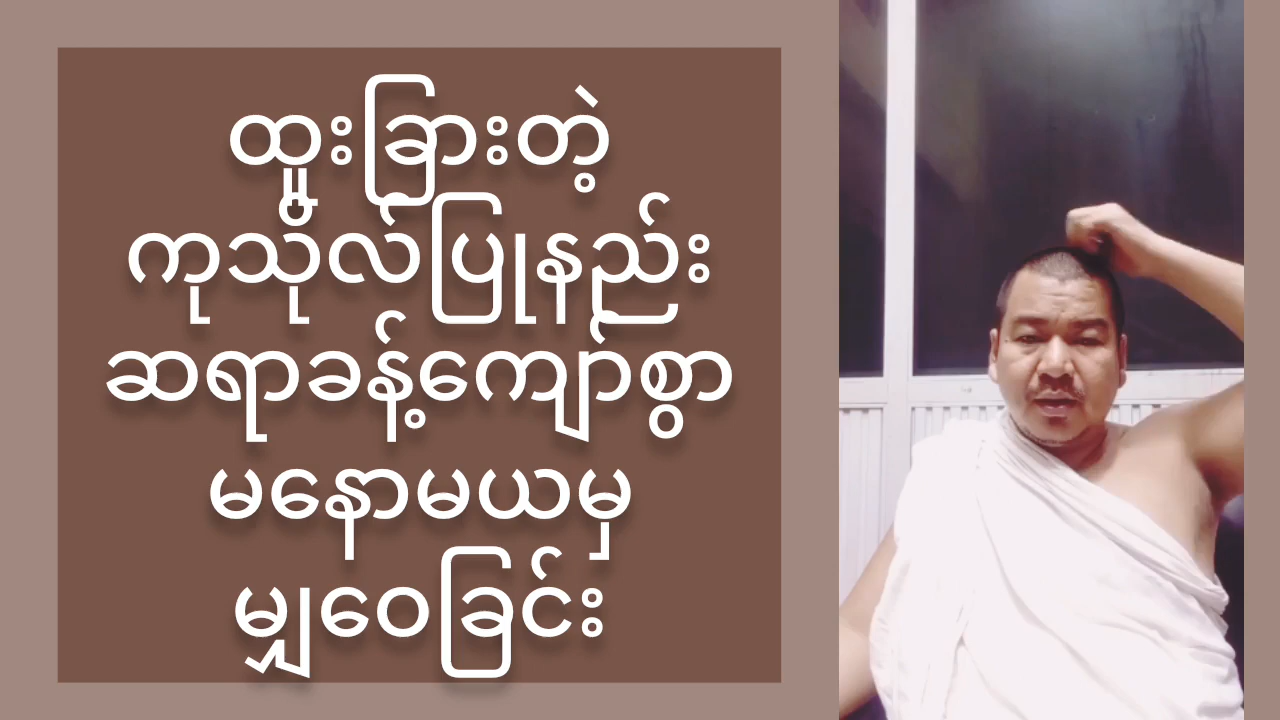 ထူးခြားတဲ့
ကုသိုလ်ပြုနည်း
ဆရာခန့်ကျော်စွာ
မနောမယမှ
မျှဝေခြင်း